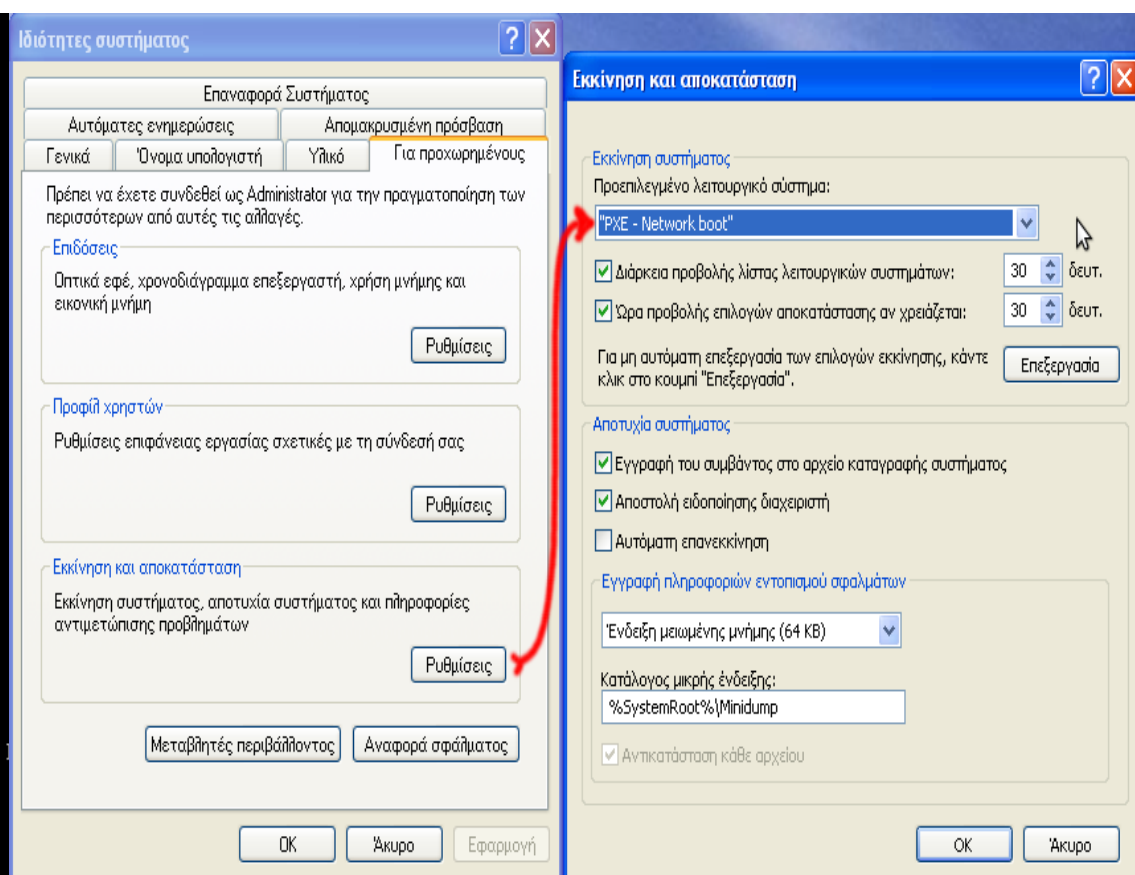 Ιδιότητες συστήματος
Επαναφορά Συστήματος
Αυτόματες ενημερώσεις
Απομακρυσμένη πρόσβαση
Γενικά
Όνομα υπολογιστή
Υλικό
Για προχωρημένους
Πρέπει να έχετε συνδεθεί ως Administrator για την πραγματοποίηση των
περισσότερων από αυτές τις αλλαγές.
Επιδόσεις
Οπτικά εφέ, χρονοδιάγραμμα επεξεργαστή, χρήση μνήμης και
εικονική μνήμη
Ρυθμίσεις
Προφίλ χρηστών
Ρυθμίσεις επιφάνειας εργασίας σχετικές με τη σύνδεσή σας
Ρυθμίσεις
Εκκίνηση και αποκατάσταση
Εκκίνηση συστήματος, αποτυχία συστήματος και πληροφορίες
αντιμετώπισης προβλημάτων
Ρυθμίσεις
Μεταβλητές περιβάλλοντος
Αναφορά σφάλματος
OK
Άκυρο
Εφαρμογή
Εκκίνηση και αποκατάσταση
Εκκίνηση συστήματος
Προεπιλεγμένο λειτουργικό σύστημα:
"PXE - Network boot"
Διάρκεια προβολής λίστας λειτουργικών συστημάτων:
30
δευτ.
Ώρα προβολής επιλογών αποκατάστασης αν χρειάζεται:
30
δευτ.
Για μη αυτόματη επεξεργασία των επιλογών εκκίνησης, κάντε
κλικ στο κουμπί "Επεξεργασία".
Επεξεργασία
Αποτυχία συστήματος
Εγγραφή του συμβάντος στο αρχείο καταγραφής συστήματος
Αποστολή ειδοποίησης διαχειριστή
Αυτόματη επανεκκίνηση
Εγγραφή πληροφοριών εντοπισμού σφαλμάτων
Ένδειξη μειωμένης μνήμης (64 KB)
Κατάλογος μικρής ένδειξης:
%SystemRoot%\Minidump
Αντικατάσταση κάθε αρχείου
OK
Άκυρο